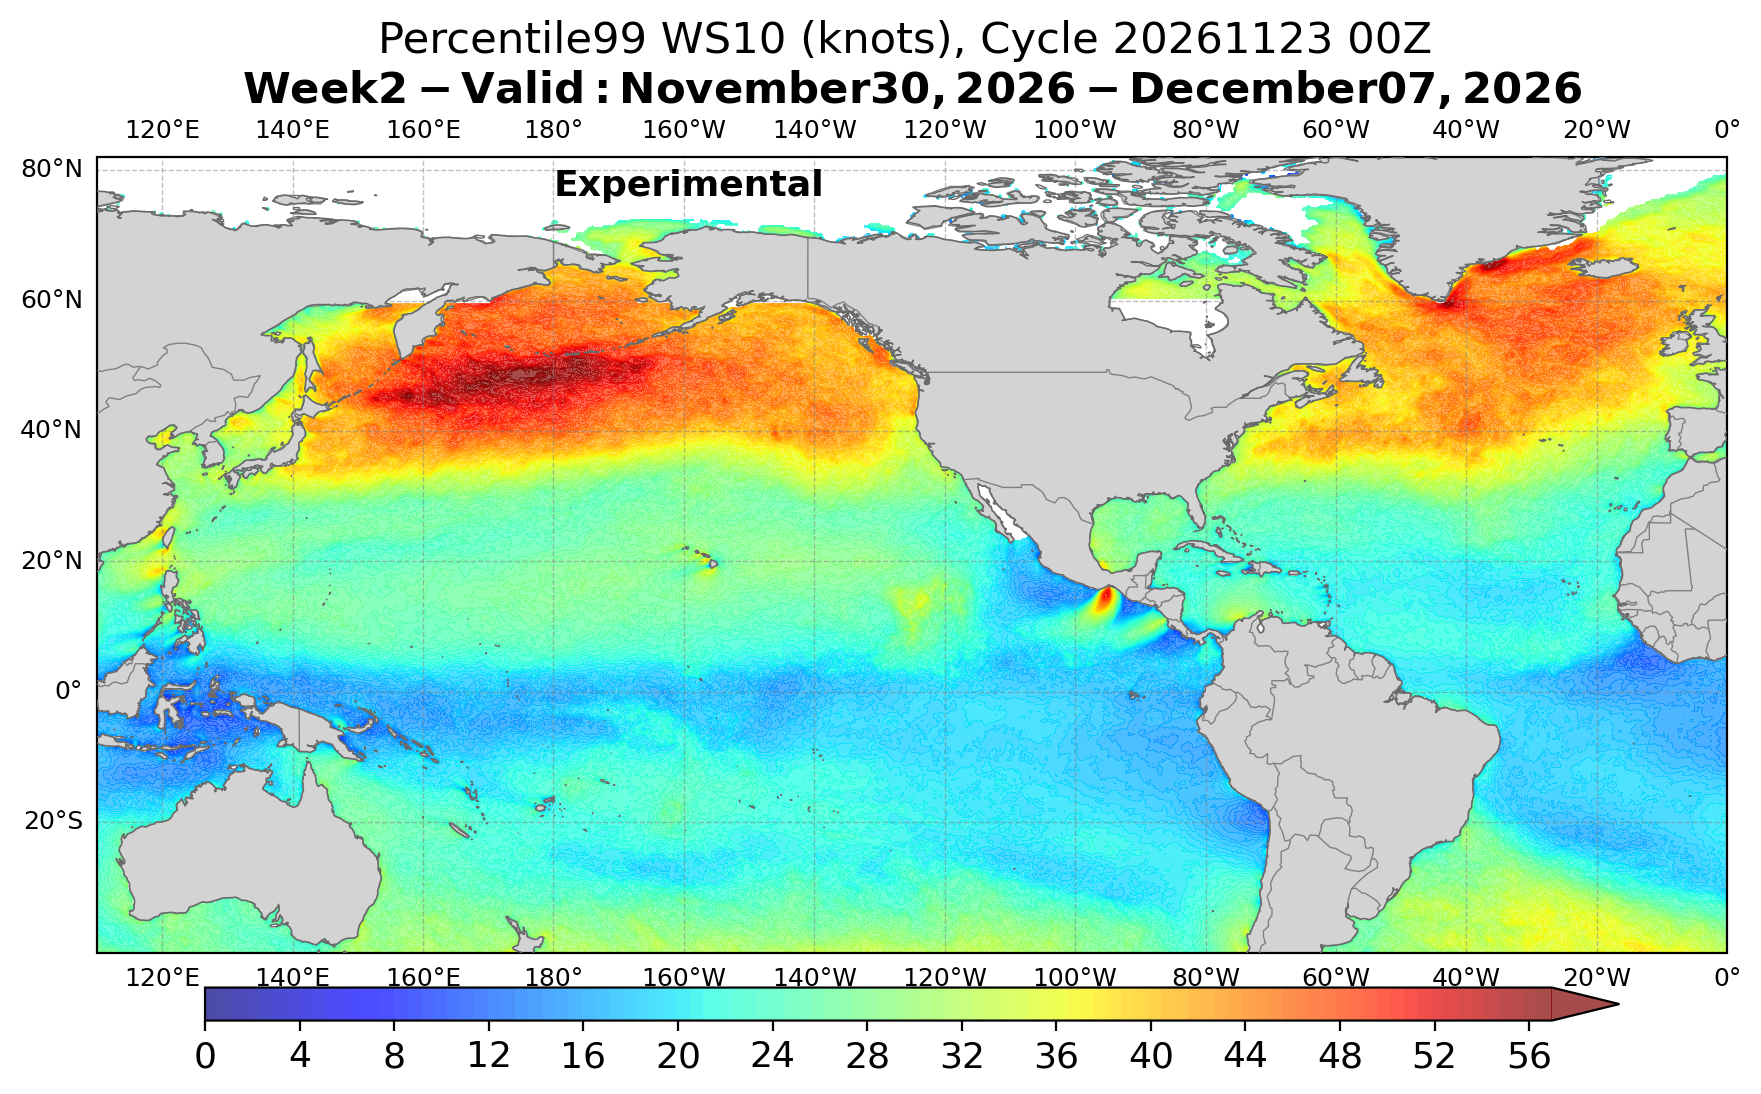 Percentile99 WS10 (knots), Cycle 20261123 00Z
Week2 − Valid : November30, 2026 − December07, 2026
120°E 140°E 160°E 180° 160°W 140°W 120°W 100°W 80°W 60°W 40°W 20°W 0°
80°N
Experimental
60°N
40°N
20°N
0°
20°S
120°E 140°E 160°E 180° 160°W 140°W 120°W 100°W 80°W 60°W 40°W 20°W 0°
0 4 8 12 16 20 24 28 32 36 40 44 48 52 56